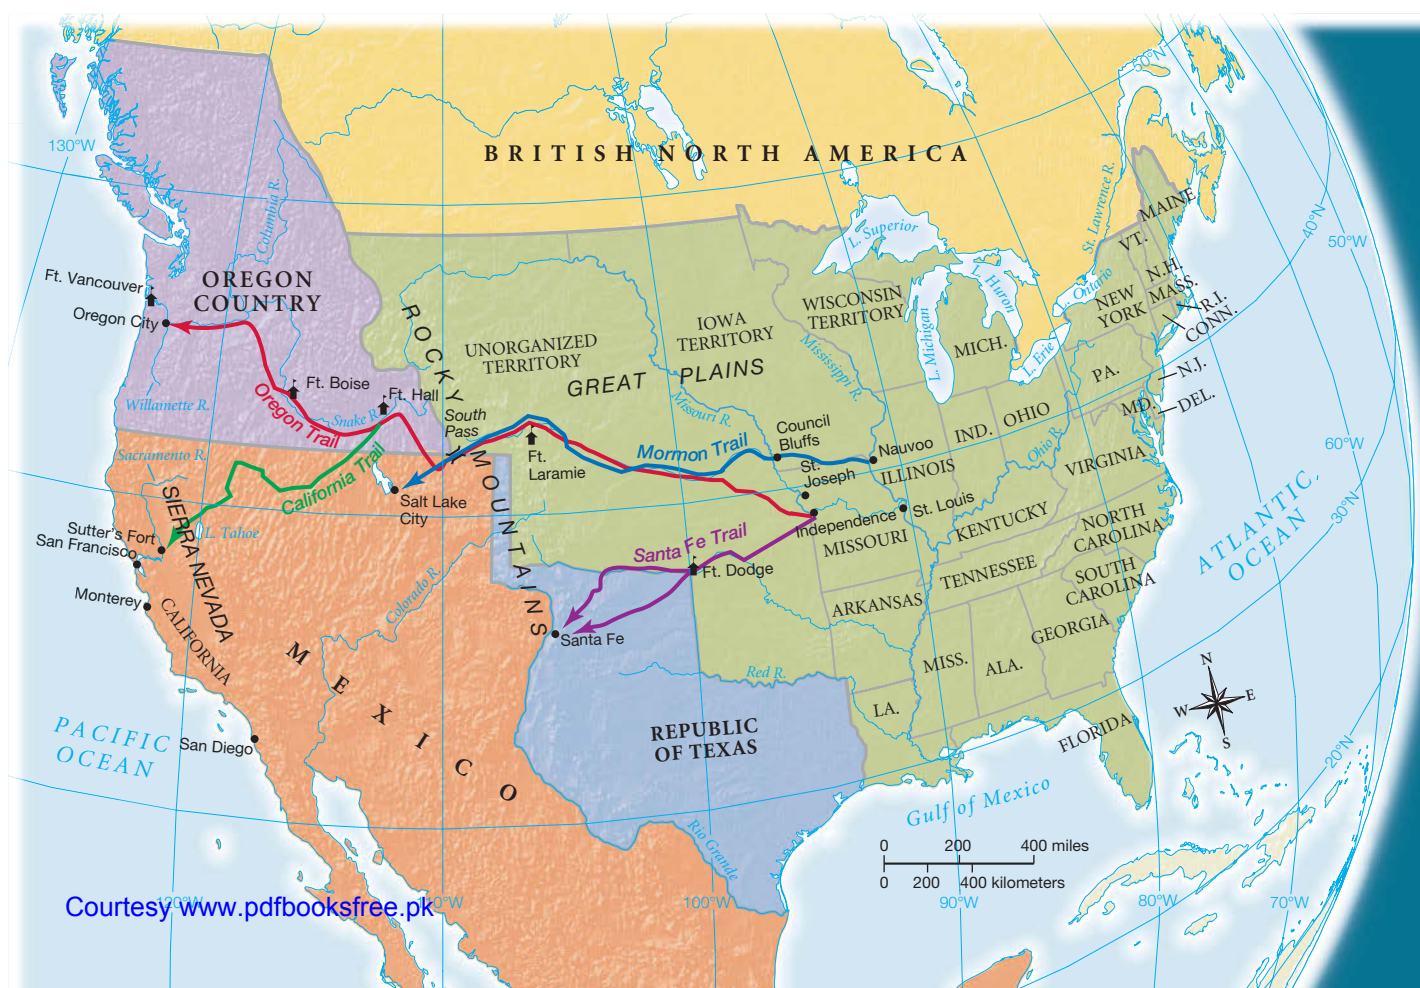 50°N
130°W
BRITISH NORTH AMERICA
St. Lawrence R.
MAINE
40°N
50°W
Columbia R.
L. Superior
VT.
N.H.
MASS.
R.I.
CONN.
Ft. Vancouver
OREGON
COUNTRY
L. Huron
L. Ontario
NEW
YORK
Oregon City
ROCKY MOUNTAINS
WISCONSIN
TERRITORY
IOWA
TERRITORY
L. Michigan
UNORGANIZED
TERRITORY
Mississippi R.
MICH.
L. Erie
GREAT PLAINS
PA.
N.J.
Ft. Boise
Ft. Hall
Willamette R.
Oregon Trail
Snake R.
South
Pass
Missouri R.
MD.
DEL.
Council
Bluffs
IND.
OHIO
Ohio R.
Mormon Trail
Nauvoo
60°W
Sacramento R.
California Trail
Ft.
Laramie
St.
Joseph
ILLINOIS
VIRGINIA
SIERRA NEVADA
Salt Lake
City
St. Louis
ATLANTIC
OCEAN
30°N
Sutter's Fort
L. Tahoe
Independence
KENTUCKY
NORTH
CAROLINA
San Francisco
Santa Fe Trail
MISSOURI
Colorado R.
Ft. Dodge
TENNESSEE
SOUTH
CAROLINA
Monterey
CALIFORNIA
ARKANSAS
Santa Fe
GEORGIA
MEXICO
Red R.
MISS.
ALA.
N
W
E
S
LA.
PACIFIC
OCEAN
San Diego
REPUBLIC
OF TEXAS
FLORIDA
20°N
Gulf of Mexico
Rio Grande
0 200 400 miles
0 200 400 kilometers
120°W
110°W
100°W
90°W
80°W
70°W
Courtesy www.pdfbooksfree.pk